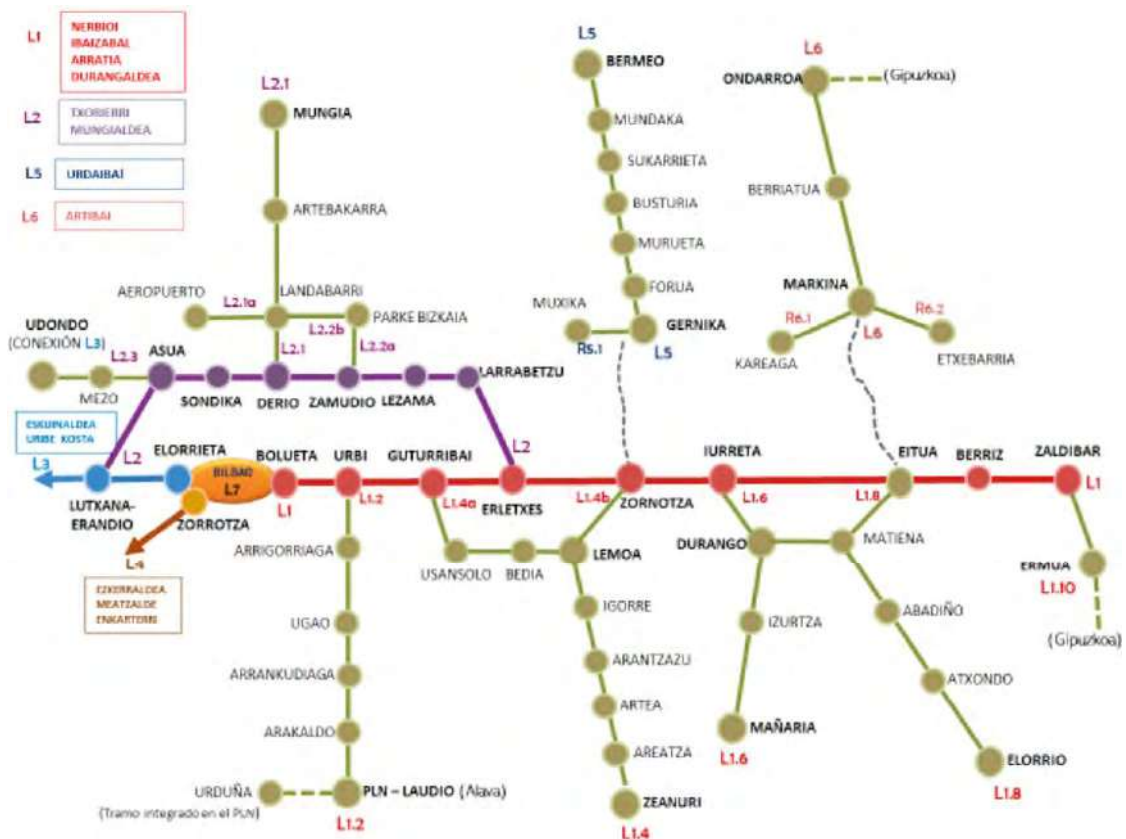 L1
NERBIOI
IBAIZABAL
ARRATIA
DURANGALDEA
L2
TXORIERRI
MUNGIALDEA
L5
URDAIBAI
L6
ARTIBAI
L2.1
MUNGIA
ARTEBAKARRA
AEROPUERTO
L2.1a
LANDABARRI
L2.2b
PARKE BIZKAIA
L2.1
L2.2a
UDONDO
(CONEXIÓN L3)
L2.3
ASUA
MEZO
SONDIKA
DERIO
ZAMUDIO
LEZAMA
LARRABETZU
L5
BERMEO
MUNDAKA
SUKARRIETA
BUSTURIA
MURUETA
FORUA
MUXIKA
R5.1
GERNIKA
L5
L6
ONDARROA
(Gipuzkoa)
BERRIATUA
MARKINA
R6.1
L6
R6.2
KAREAGA
ETXEBARRIA
ESKUINALDEA
URIBE KOSTA
L3
L2
ELORRIETA
BILBAO
L7
BOLUETA
URBI
GUTURRIBAI
L2
IURRETA
EITUA
BERRIZ
ZALDIBAR
LUTXANA-
ERANDIO
ZORROTZA
L1
L1.2
L1.4a
ERLETXES
L1.4b
ZORNOTZA
L1.6
L1.8
L1
L4
EZKERRALDEA
MEATZALDE
ENKARTERRI
ARRIGORRIAGA
UGAO
ARRANKUDIAGA
ARAKALDO
URDUÑA
(Tramo integrado en el PLN)
PLN – LAUDIO (Álava)
L1.2
USANSOLO
BEDIA
LEMOA
IGORRE
ARANTZAZU
ARTEA
AREATZA
ZEANURI
L1.4
DURANGO
MATIENA
IZURTZA
MAÑARIA
L1.6
ABADIÑO
ATXONDO
ELORRIO
L1.8
ERMUA
L1.10
(Gipuzkoa)